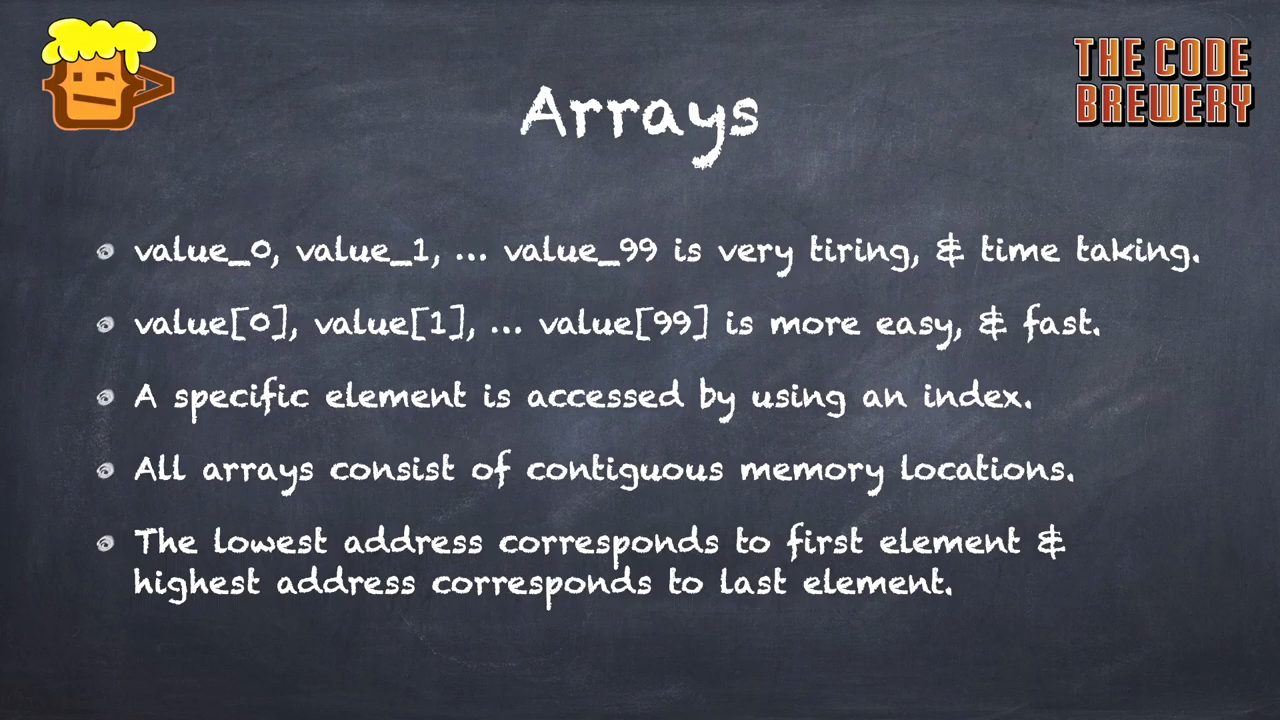 THE CODE
BREWERY
Arrays
value_0, value_1, ... value_99 is very tiring, & time taking.
value[0], value[1], ... value[99] is more easy, & fast.
A specific element is accessed by using an index.
All arrays consist of contiguous memory locations.
The lowest address corresponds to first element &
highest address corresponds to last element.